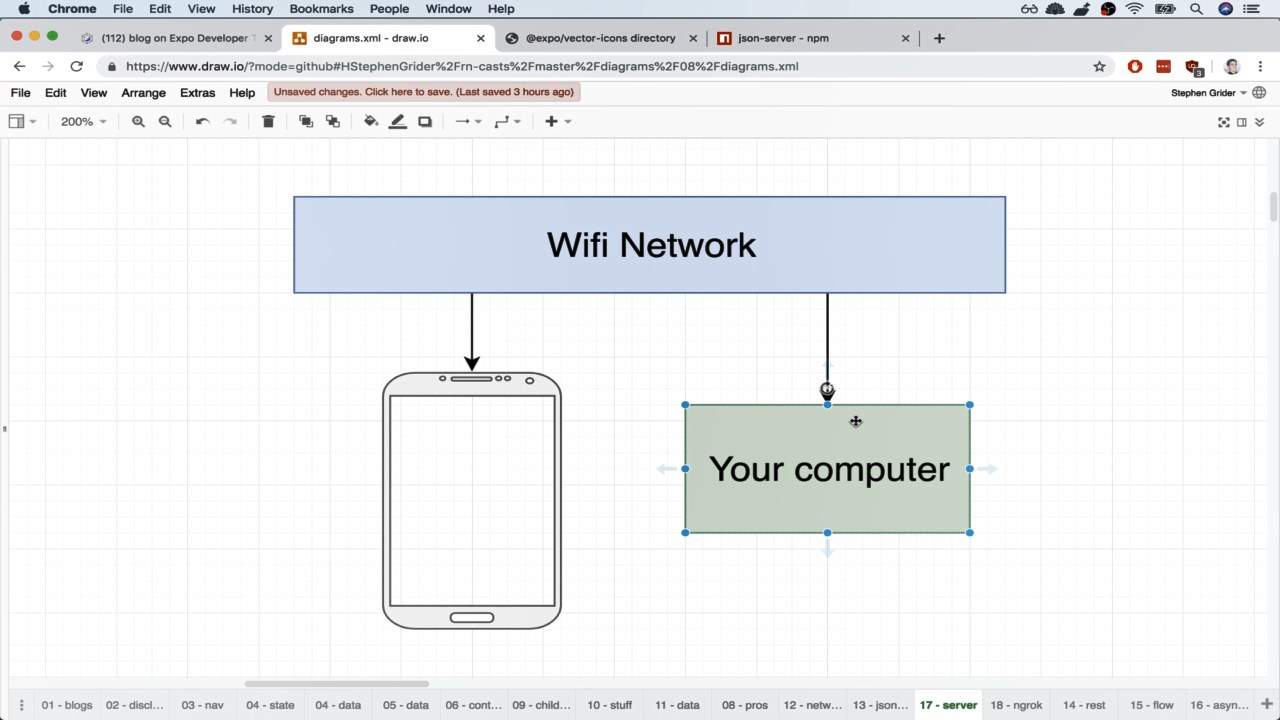 Chrome File Edit View History Bookmarks People Window Help
(112) blog on Expo Developer
diagrams.xml - draw.io
@expo/vector-icons directory
json-server - npm
https://www.draw.io/?mode=github#HStephenGrider%2Frn-casts%2Fmaster%2Fdiagrams%2F08%2Fdiagrams.xml
3
File Edit View Arrange Extras Help Unsaved changes. Click here to save. (Last saved 3 hours ago) Stephen Grider
200%
Wifi Network
Your computer
01 - blogs 02 - discl... 03 - nav 04 - state 04 - data 05 - data 06 - cont... 09 - child... 10 - stuff 11 - data 08 - pros 12 - netw... 13 - json... 17 - server 18 - ngrok 14 - rest 15 - flow 16 - asyn...